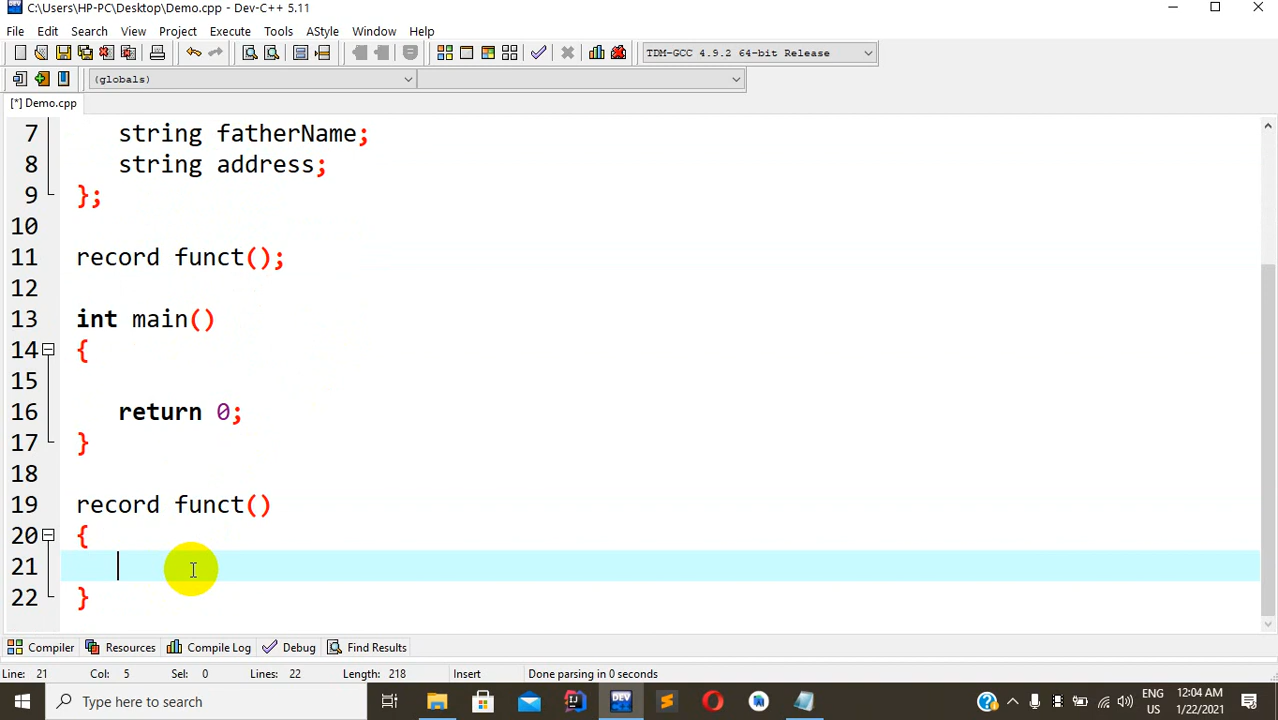 C:\Users\HP-PC\Desktop\Demo.cpp - Dev-C++ 5.11
File Edit Search View Project Execute Tools AStyle Window Help
TDM-GCC 4.9.2 64-bit Release
(globals)
[*] Demo.cpp
7 string fatherName;
8 string address;
9 };
10
11 record funct();
12
13 int main()
14 {
15
16 return 0;
17 }
18
19 record funct()
20 {
21
22 }
Compiler Resources Compile Log Debug Find Results
Line: 21 Col: 5 Sel: 0 Lines: 22 Length: 218 Insert Done parsing in 0 seconds
Type here to search
DEV
ENG
US
12:04 AM
1/22/2021